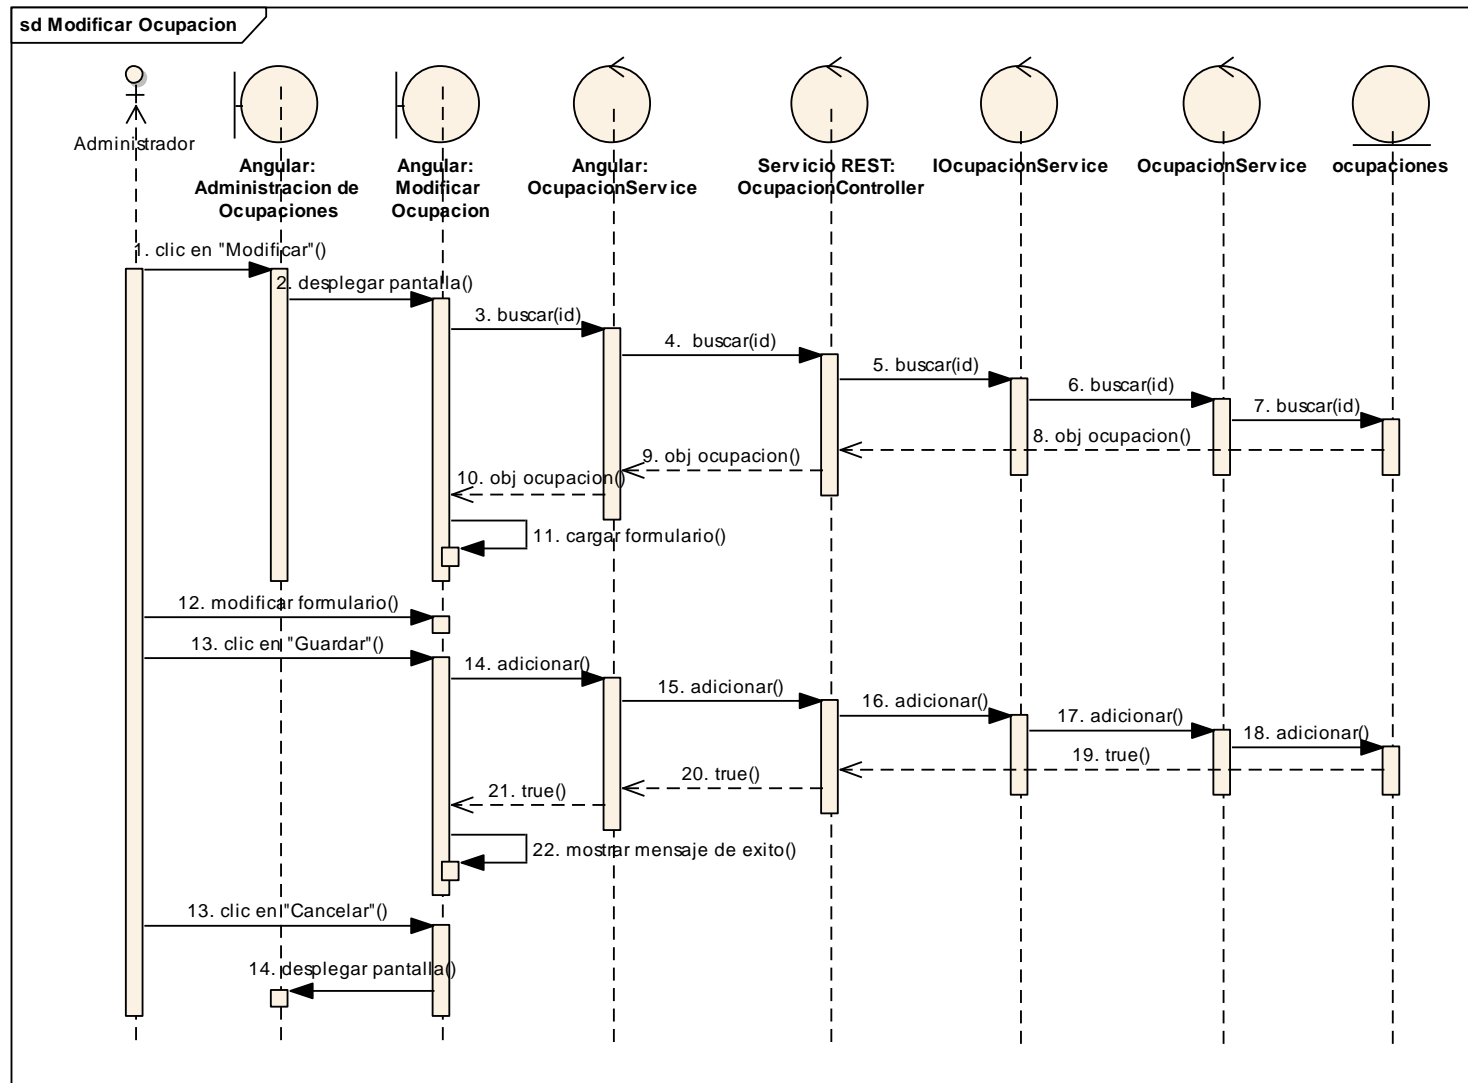 sd Modificar Ocupacion
Administrador
Angular:
Administracion de
Ocupaciones
Angular:
Modificar
Ocupacion
Angular:
OcupacionService
Servicio REST:
OcupacionController
IOcupacionService
OcupacionService
ocupaciones
1. clic en "Modificar"()
2. desplegar pantalla()
3. buscar(id)
4. buscar(id)
5. buscar(id)
6. buscar(id)
7. buscar(id)
8. obj ocupacion()
9. obj ocupacion()
10. obj ocupacion()
11. cargar formulario()
12. modificar formulario()
13. clic en "Guardar"()
14. adicionar()
15. adicionar()
16. adicionar()
17. adicionar()
18. adicionar()
19. true()
20. true()
21. true()
22. mostrar mensaje de exito()
13. clic en "Cancelar"()
14. desplegar pantalla()